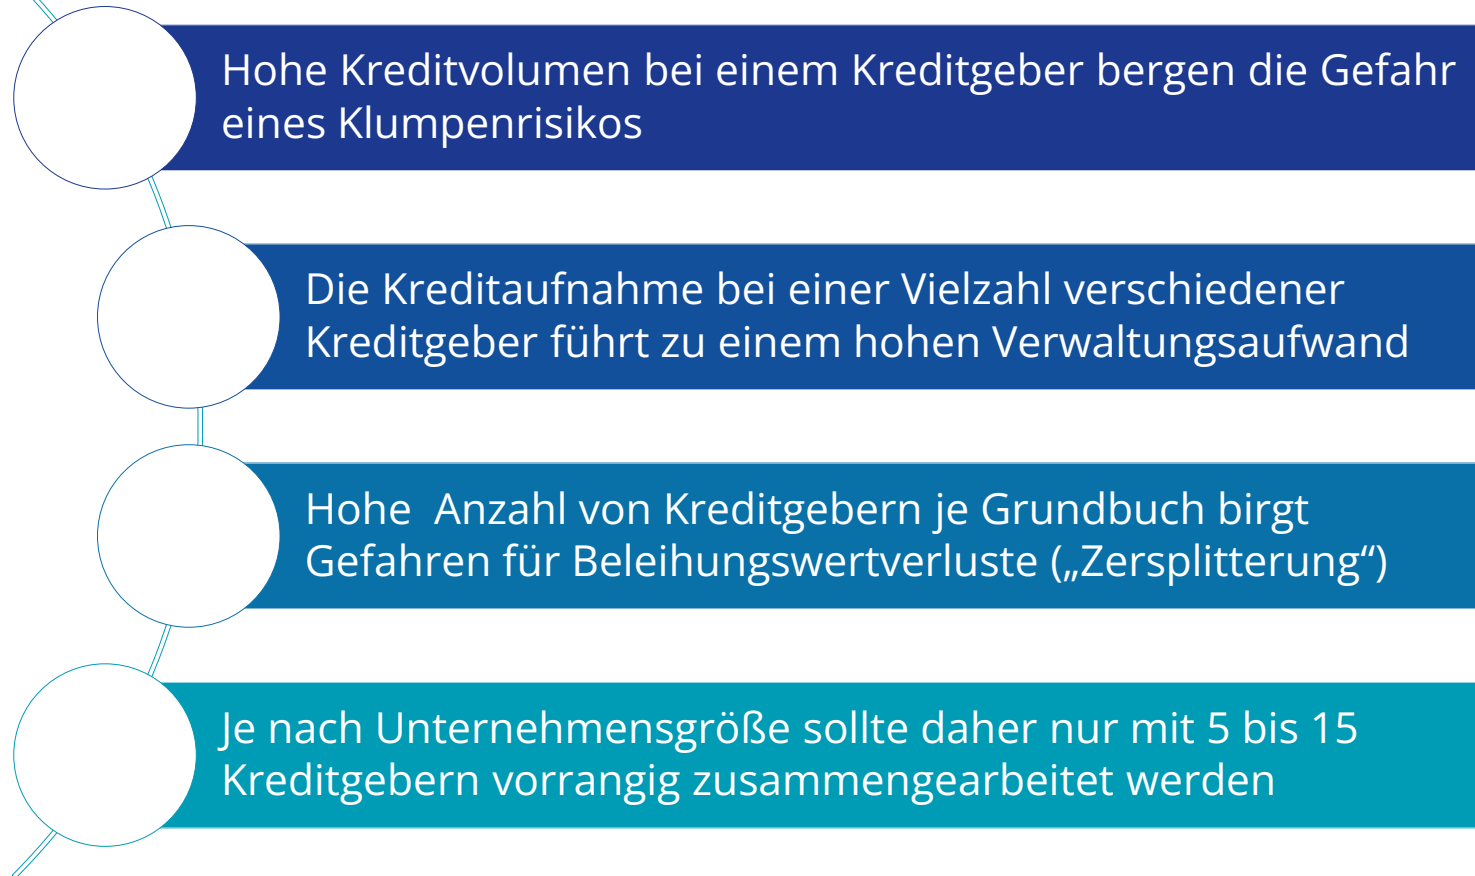 Hohe Kreditvolumen bei einem Kreditgeber bergen die Gefahr
eines Klumpenrisikos
Die Kreditaufnahme bei einer Vielzahl verschiedener
Kreditgeber führt zu einem hohen Verwaltungsaufwand
Hohe  Anzahl von Kreditgebern je Grundbuch birgt
Gefahren für Beleihungswertverluste („Zersplitterung“)
Je nach Unternehmensgröße sollte daher nur mit 5 bis 15
Kreditgebern vorrangig zusammengearbeitet werden